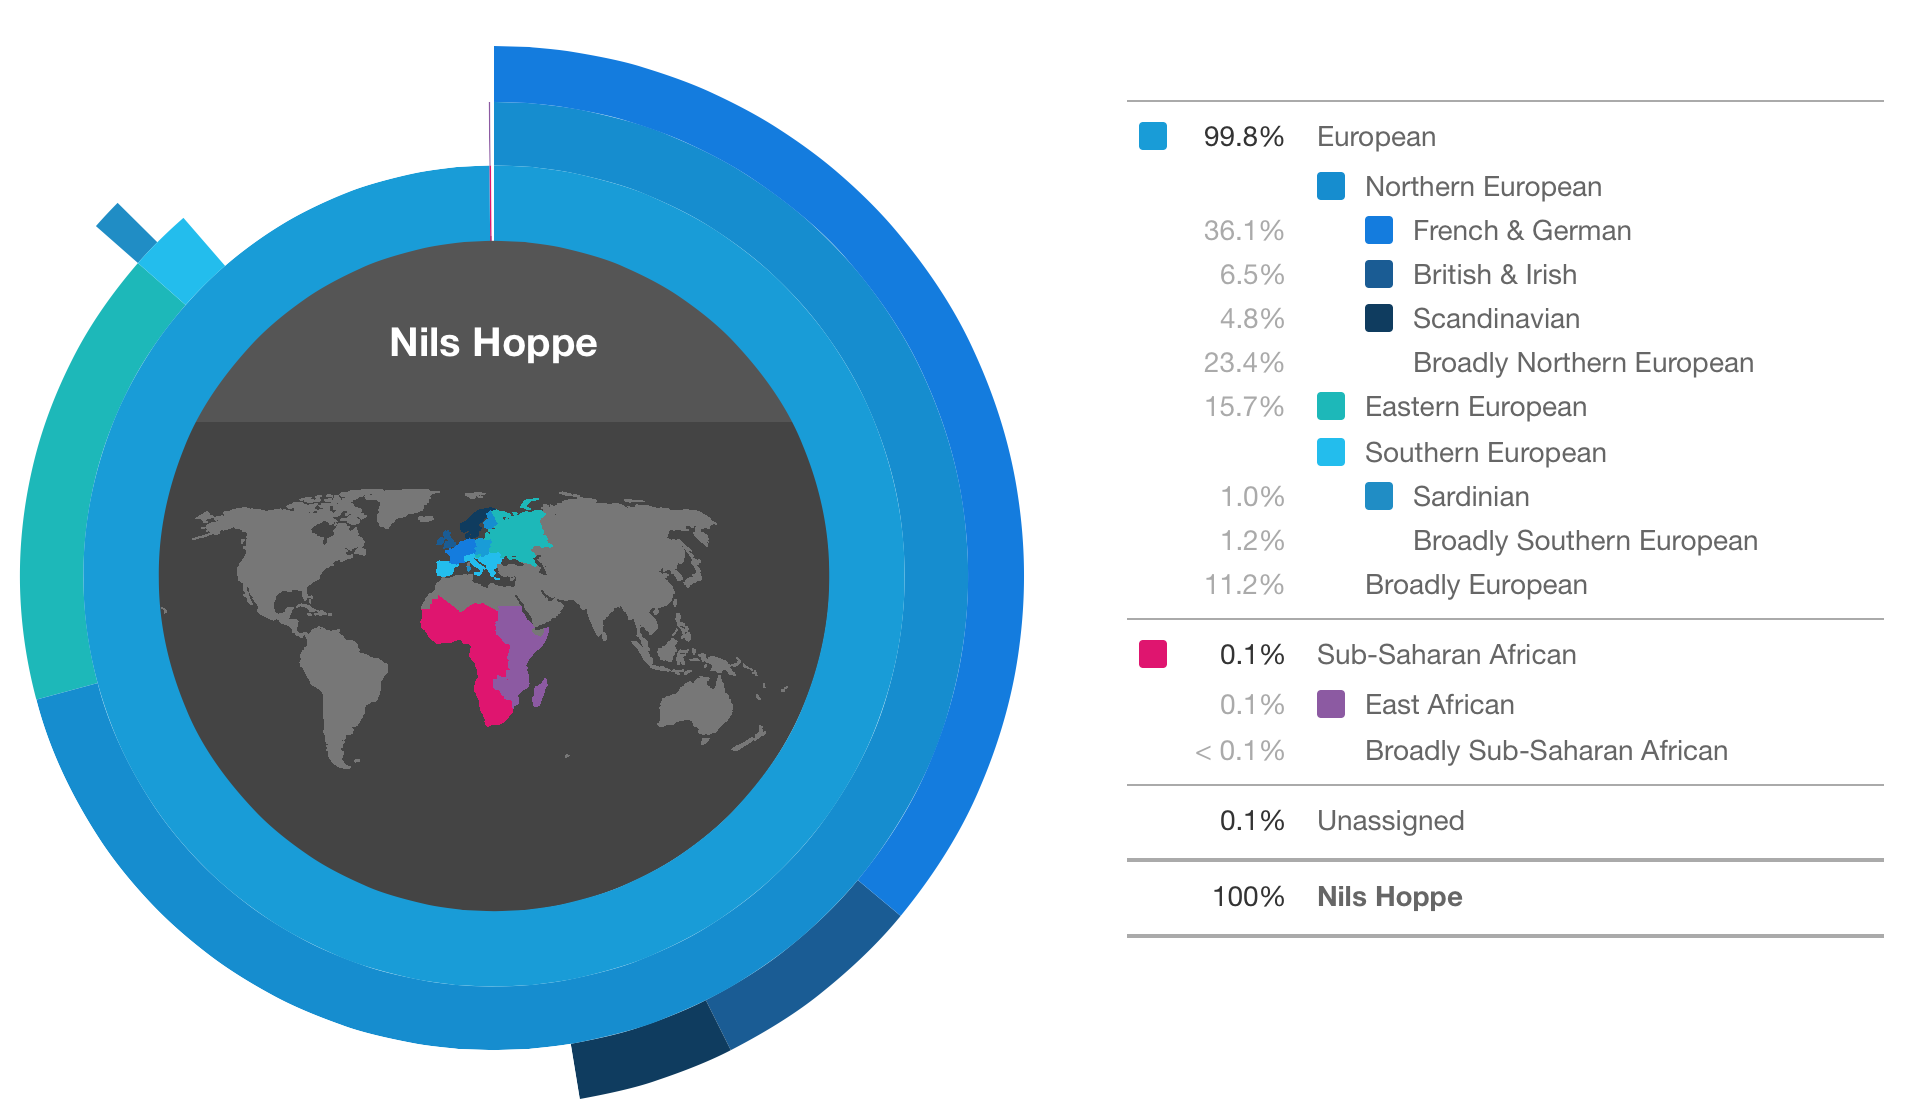 Nils Hoppe
99.8% European
Northern European
36.1% French & German
6.5% British & Irish
4.8% Scandinavian
23.4% Broadly Northern European
15.7% Eastern European
Southern European
1.0% Sardinian
1.2% Broadly Southern European
11.2% Broadly European
0.1% Sub-Saharan African
0.1% East African
< 0.1% Broadly Sub-Saharan African
0.1% Unassigned
100% Nils Hoppe